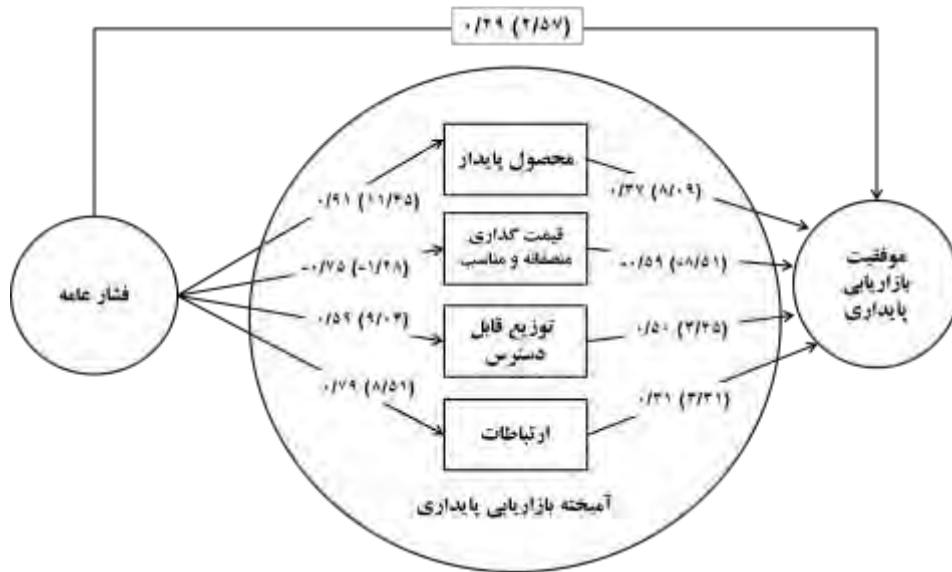 ۰/۲۹ (۲/۵۷)
محصول پایدار
۰/۹۱ (۱۱/۴۵)
۰/۳۷ (۸/۰۹)
قیمت گذاری
منصفانه و مناسب
-۰/۷۵ (-۱/۲۸)
-۰/۵۹ (-۸/۵۱)
فشار عامه
موفقیت
بازاریابی
پایداری
توزیع قابل
دسترس
۰/۵۹ (۹/۰۳)
۰/۵۰ (۲/۴۵)
۰/۷۹ (۸/۵۱)
۰/۳۱ (۳/۳۱)
ارتباطات
آمیخته بازاریابی پایداری